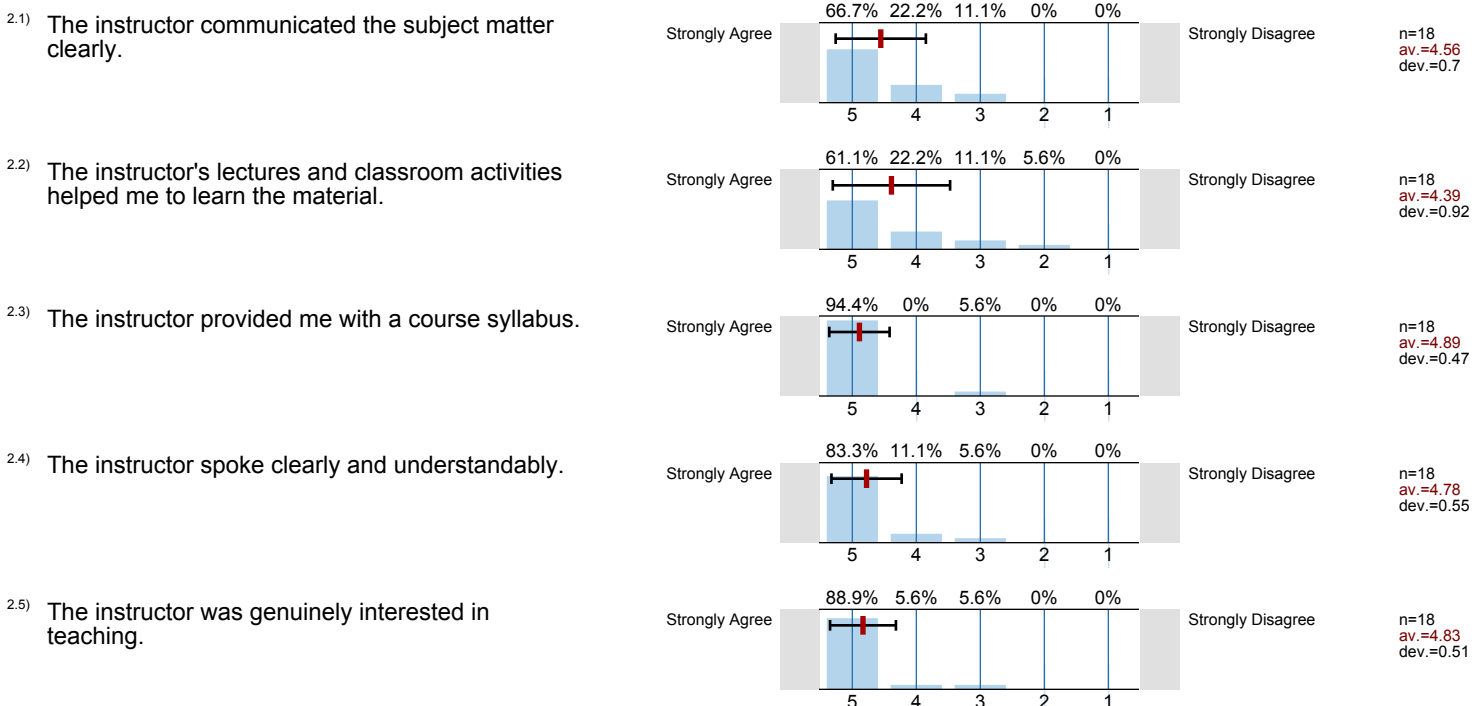 66.7% 22.2% 11.1% 0% 0%
2.1) The instructor communicated the subject matter
clearly.
Strongly Agree
Strongly Disagree
n=18
av.=4.56
dev.=0.7
5 4 3 2 1
61.1% 22.2% 11.1% 5.6% 0%
2.2) The instructor's lectures and classroom activities
helped me to learn the material.
Strongly Agree
Strongly Disagree
n=18
av.=4.39
dev.=0.92
5 4 3 2 1
94.4% 0% 5.6% 0% 0%
2.3) The instructor provided me with a course syllabus.
Strongly Agree
Strongly Disagree
n=18
av.=4.89
dev.=0.47
5 4 3 2 1
83.3% 11.1% 5.6% 0% 0%
2.4) The instructor spoke clearly and understandably.
Strongly Agree
Strongly Disagree
n=18
av.=4.78
dev.=0.55
5 4 3 2 1
88.9% 5.6% 5.6% 0% 0%
2.5) The instructor was genuinely interested in
teaching.
Strongly Agree
Strongly Disagree
n=18
av.=4.83
dev.=0.51
5 4 3 2 1